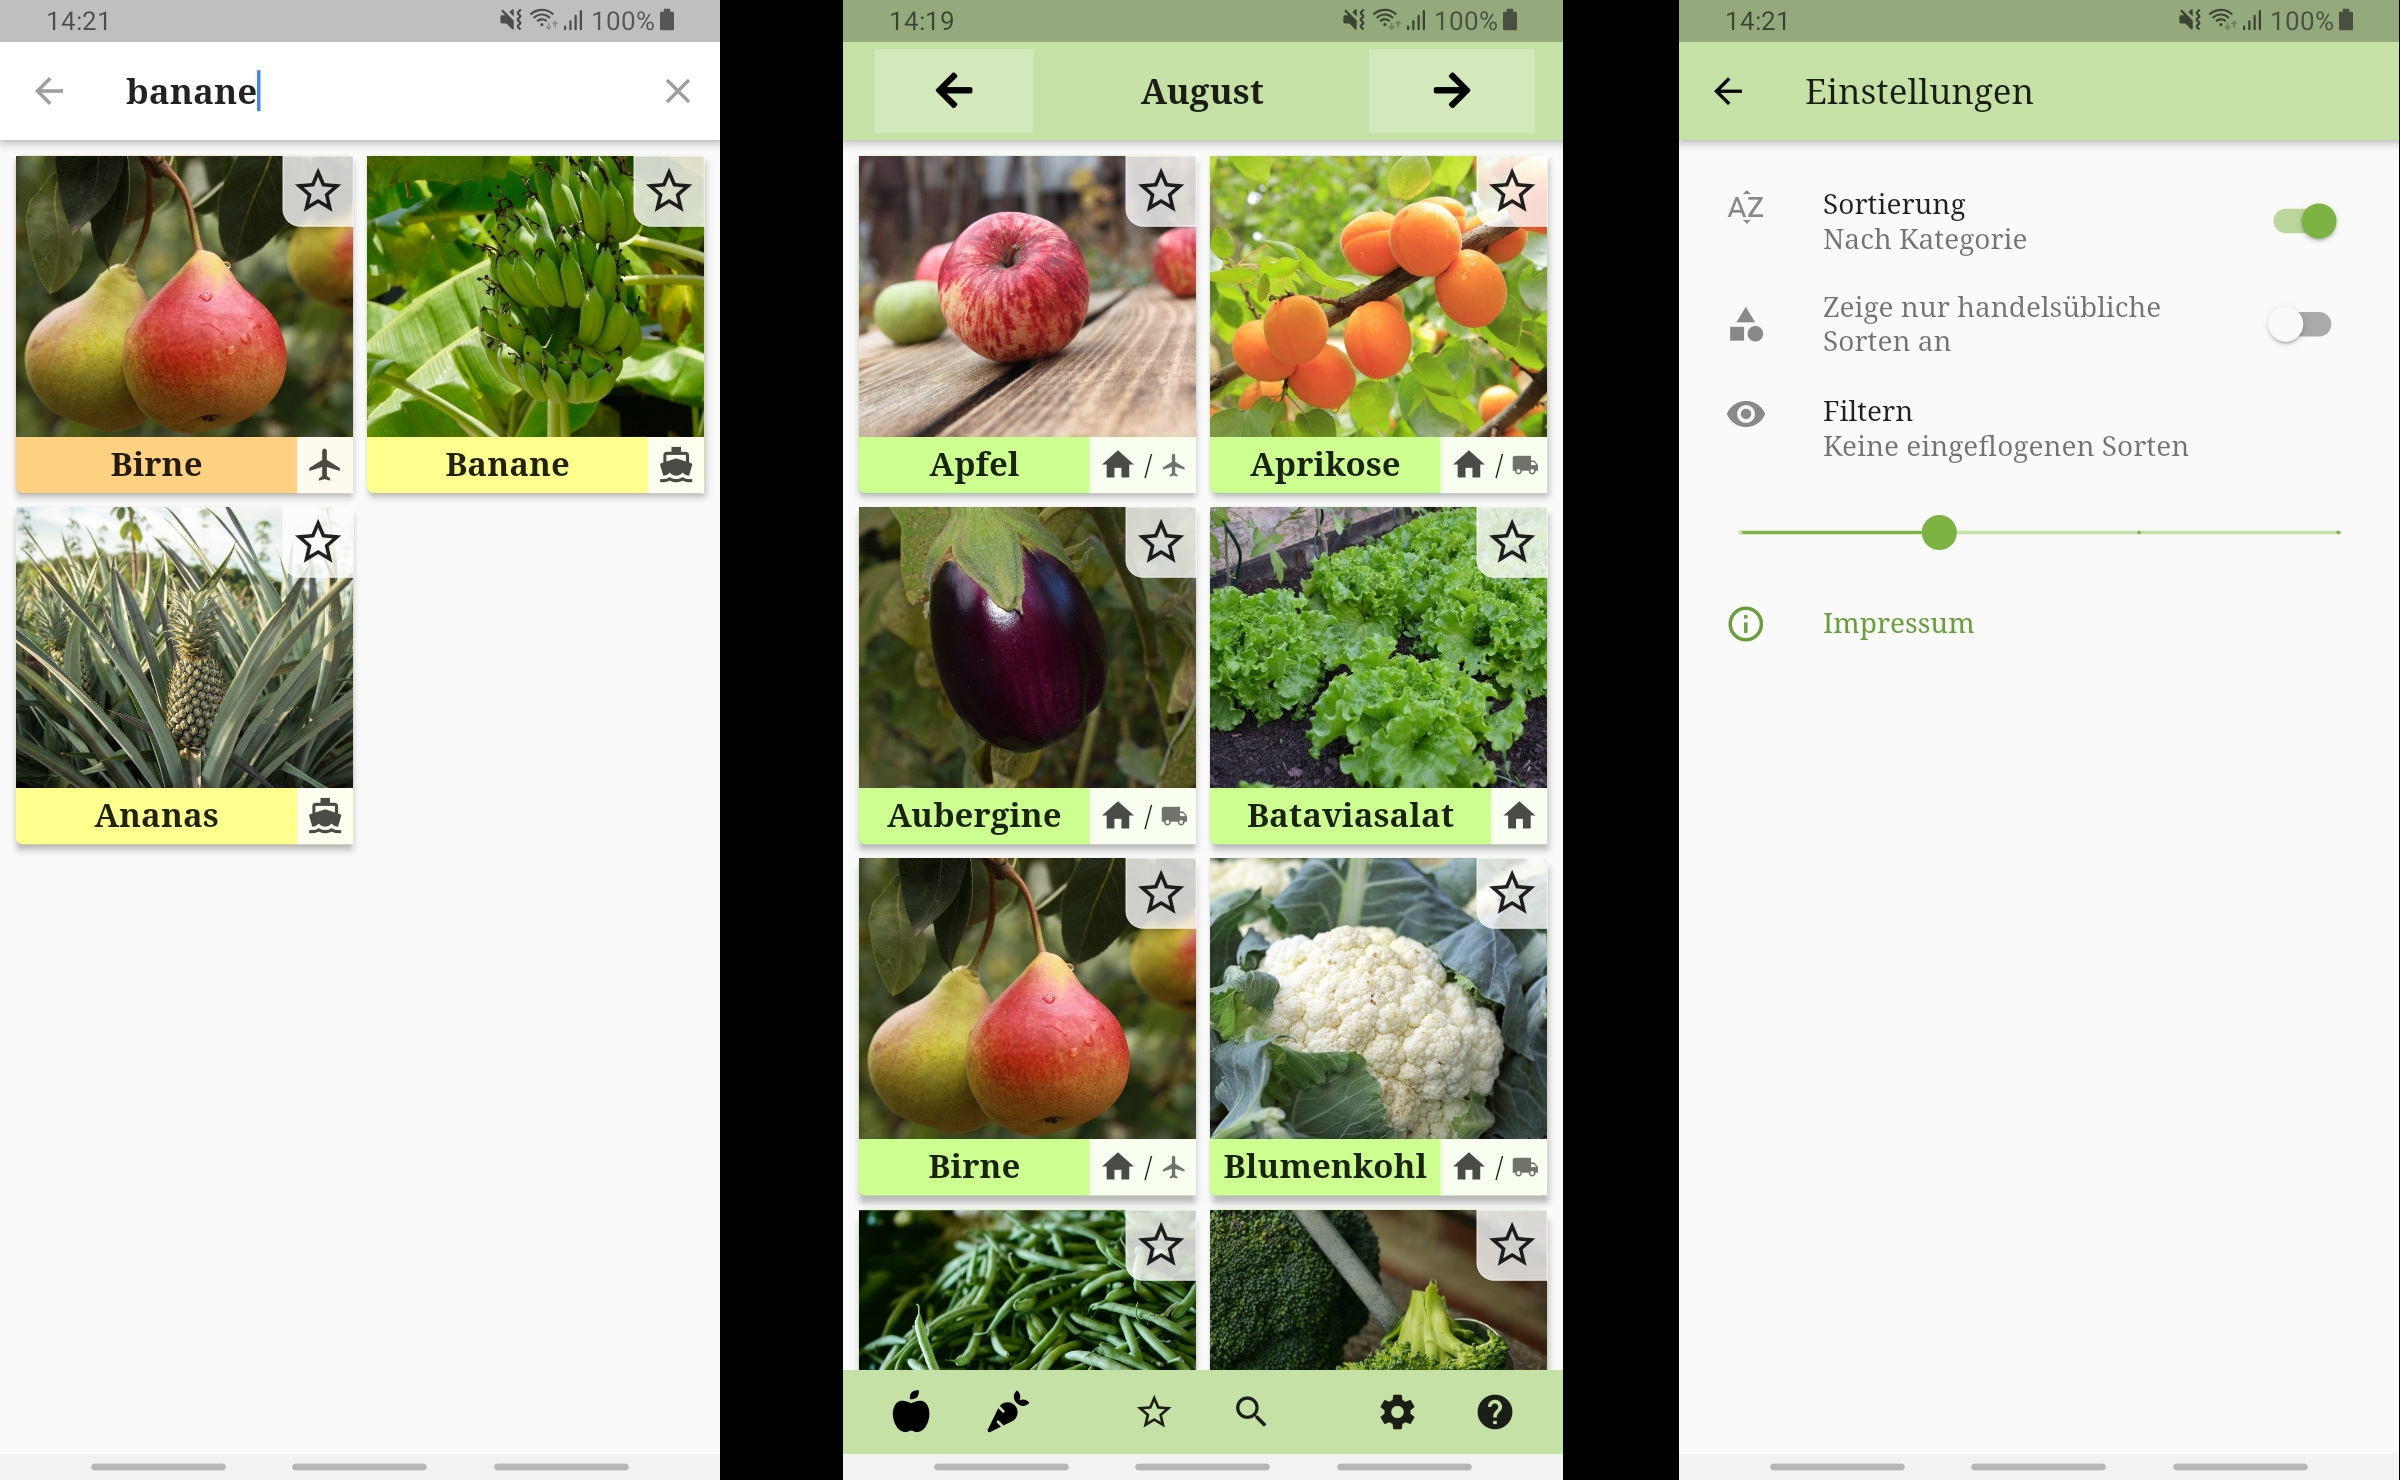 14:21
100%
banane
Birne
Banane
Ananas
14:19
100%
August
Apfel
/
Aprikose
/
Aubergine
/
Bataviasalat
Birne
/
Blumenkohl
/
14:21
100%
Einstellungen
AZ
Sortierung
Nach Kategorie
Zeige nur handelsübliche
Sorten an
Filtern
Keine eingeflogenen Sorten
Impressum